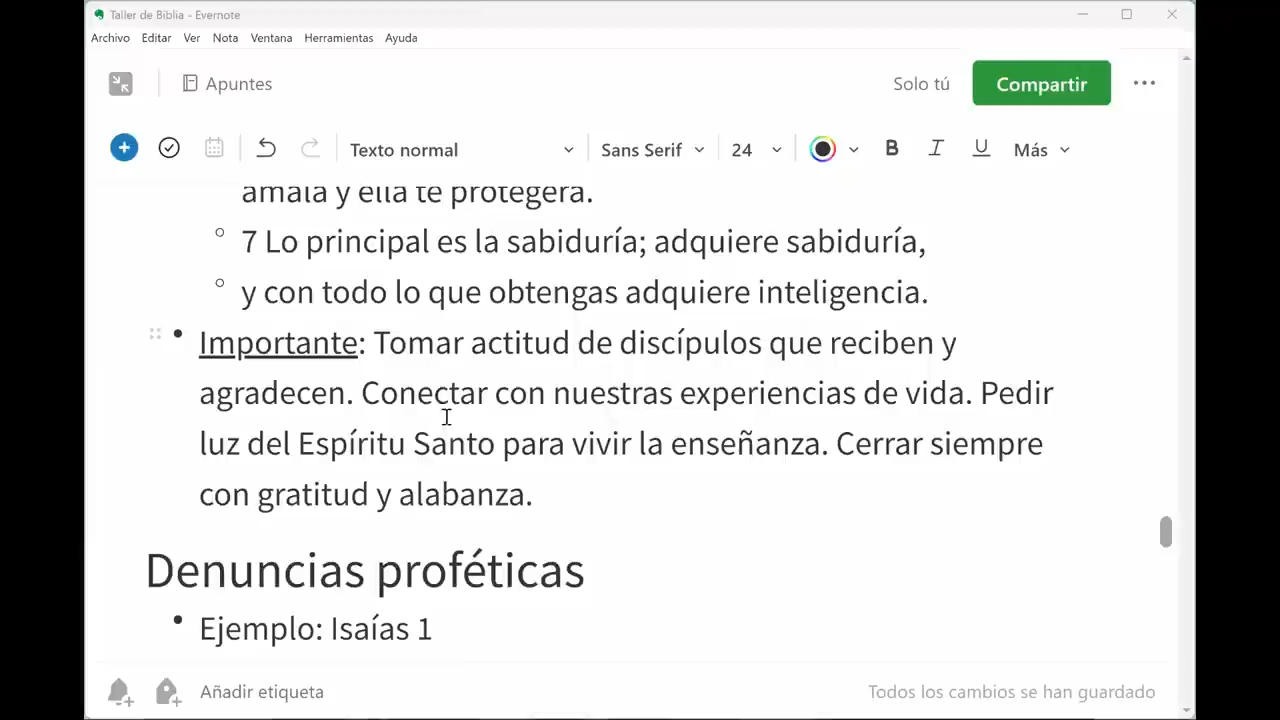 Taller de Biblia - Evernote
Archivo Editar Ver Nota Ventana Herramientas Ayuda
Apuntes Solo tú Compartir
Texto normal Sans Serif 24 B I U Más
amala y ella te protegera.
7 Lo principal es la sabiduría; adquiere sabiduría,
y con todo lo que obtengas adquiere inteligencia.
Importante: Tomar actitud de discípulos que reciben y
agradecen. Conectar con nuestras experiencias de vida. Pedir
luz del Espíritu Santo para vivir la enseñanza. Cerrar siempre
con gratitud y alabanza.
Denuncias proféticas
Ejemplo: Isaías 1
Añadir etiqueta Todos los cambios se han guardado